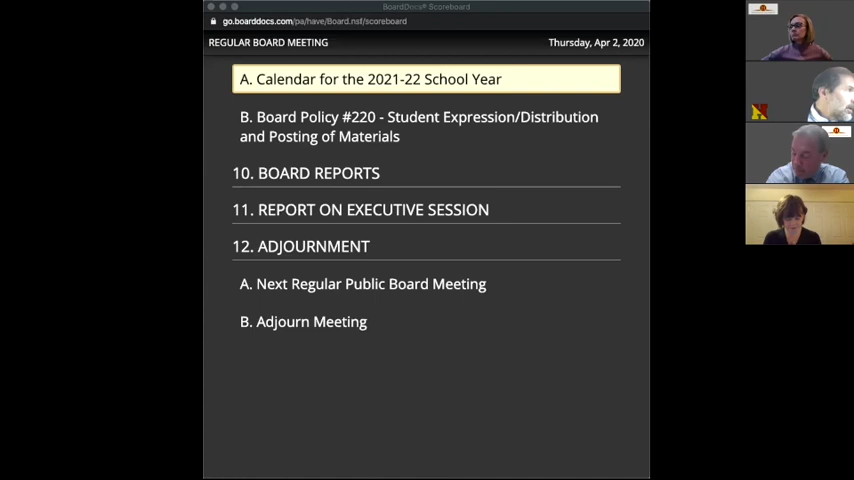 BoardDocs® Scoreboard
go.boarddocs.com/pa/have/Board.nsf/scoreboard
REGULAR BOARD MEETING
Thursday, Apr 2, 2020
A. Calendar for the 2021-22 School Year
B. Board Policy #220 - Student Expression/Distribution
and Posting of Materials
10. BOARD REPORTS
11. REPORT ON EXECUTIVE SESSION
12. ADJOURNMENT
A. Next Regular Public Board Meeting
B. Adjourn Meeting
H